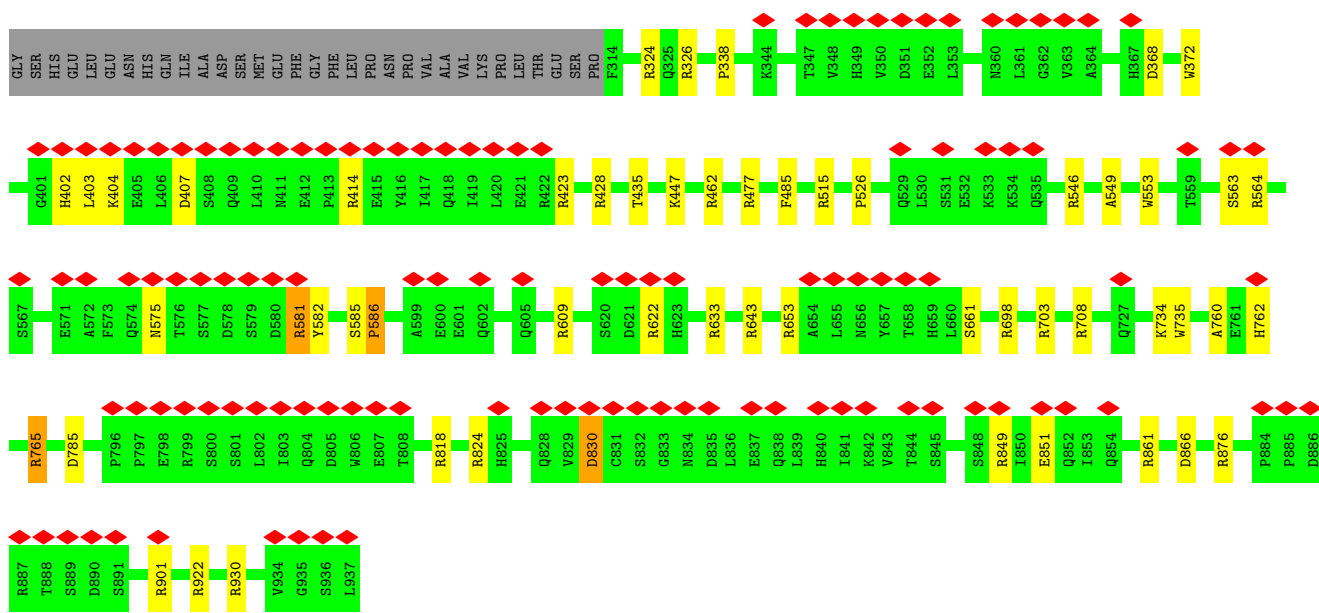 GLY SER HIS GLU LEU GLU ASN HIS GLN ILE ALA ASP SER MET GLU PHE GLY PHE LEU PRO ASN PRO VAL ALA VAL LYS PRO LEU THR GLU SER PRO F314 R324 Q325 R326 P338 K344 T347 V348 H349 V350 D351 E352 L353 N360 L361 G362 V363 A364 H367 D368 W372
G401 H402 L403 K404 E405 L406 D407 S408 Q409 L410 N411 E412 P413 R414 E415 Y416 I417 Q418 I419 L420 E421 R422 R423 R428 T435 K447 R462 R477 F485 R515 P526 Q529 L530 S531 E532 K533 K534 Q535 R546 A549 W553 T559 S563 R564
S567 E571 A572 F573 Q574 N575 T576 S577 D578 S579 D580 R581 Y582 S585 P586 A599 E600 E601 Q602 Q605 R609 S620 D621 R622 H623 R633 R643 R653 A654 L655 N656 Y657 T658 H659 L660 S661 R698 R703 R708 Q727 K734 W735 A760 E761 H762
R765 D785 P796 P797 E798 R799 S800 S801 L802 I803 Q804 D805 W806 E807 T808 R818 R824 H825 Q828 V829 D830 C831 S832 G833 N834 D835 L836 E837 Q838 L839 H840 I841 K842 V843 T844 S845 S848 R849 I850 E851 Q852 I853 Q854 R861 D866 R876 P884 P885 D886
R887 T888 S889 D890 S891 R901 R922 R930 V934 G935 S936 L937